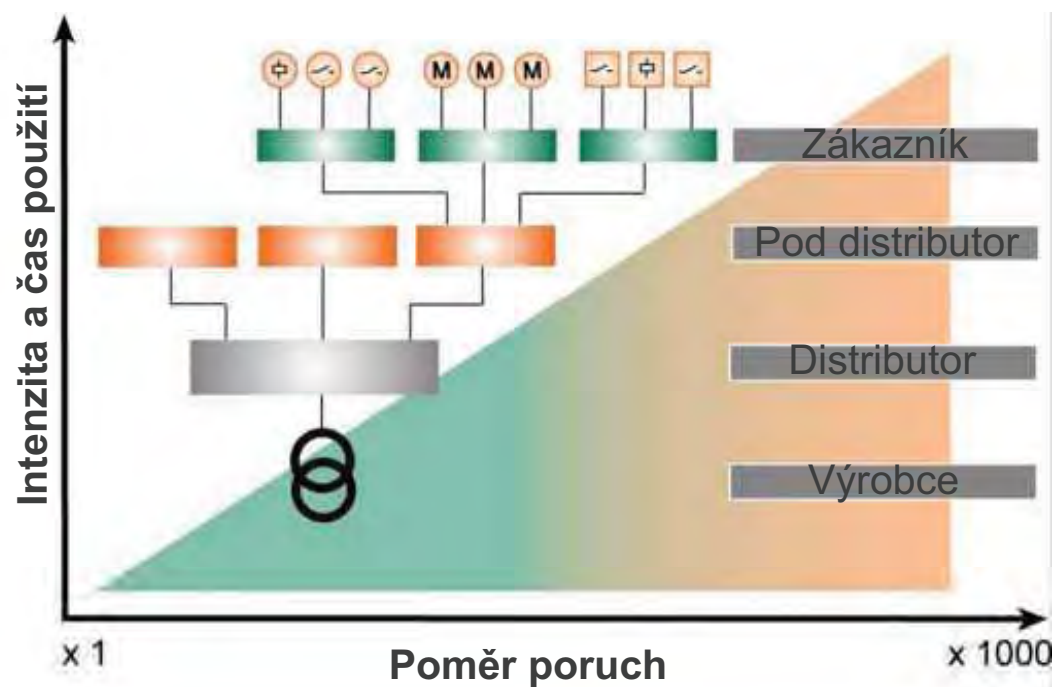 Intenzita a čas použití
M M M
Zákazník
Pod distributor
Distributor
Výrobce
x 1
Poměr poruch
x 1000